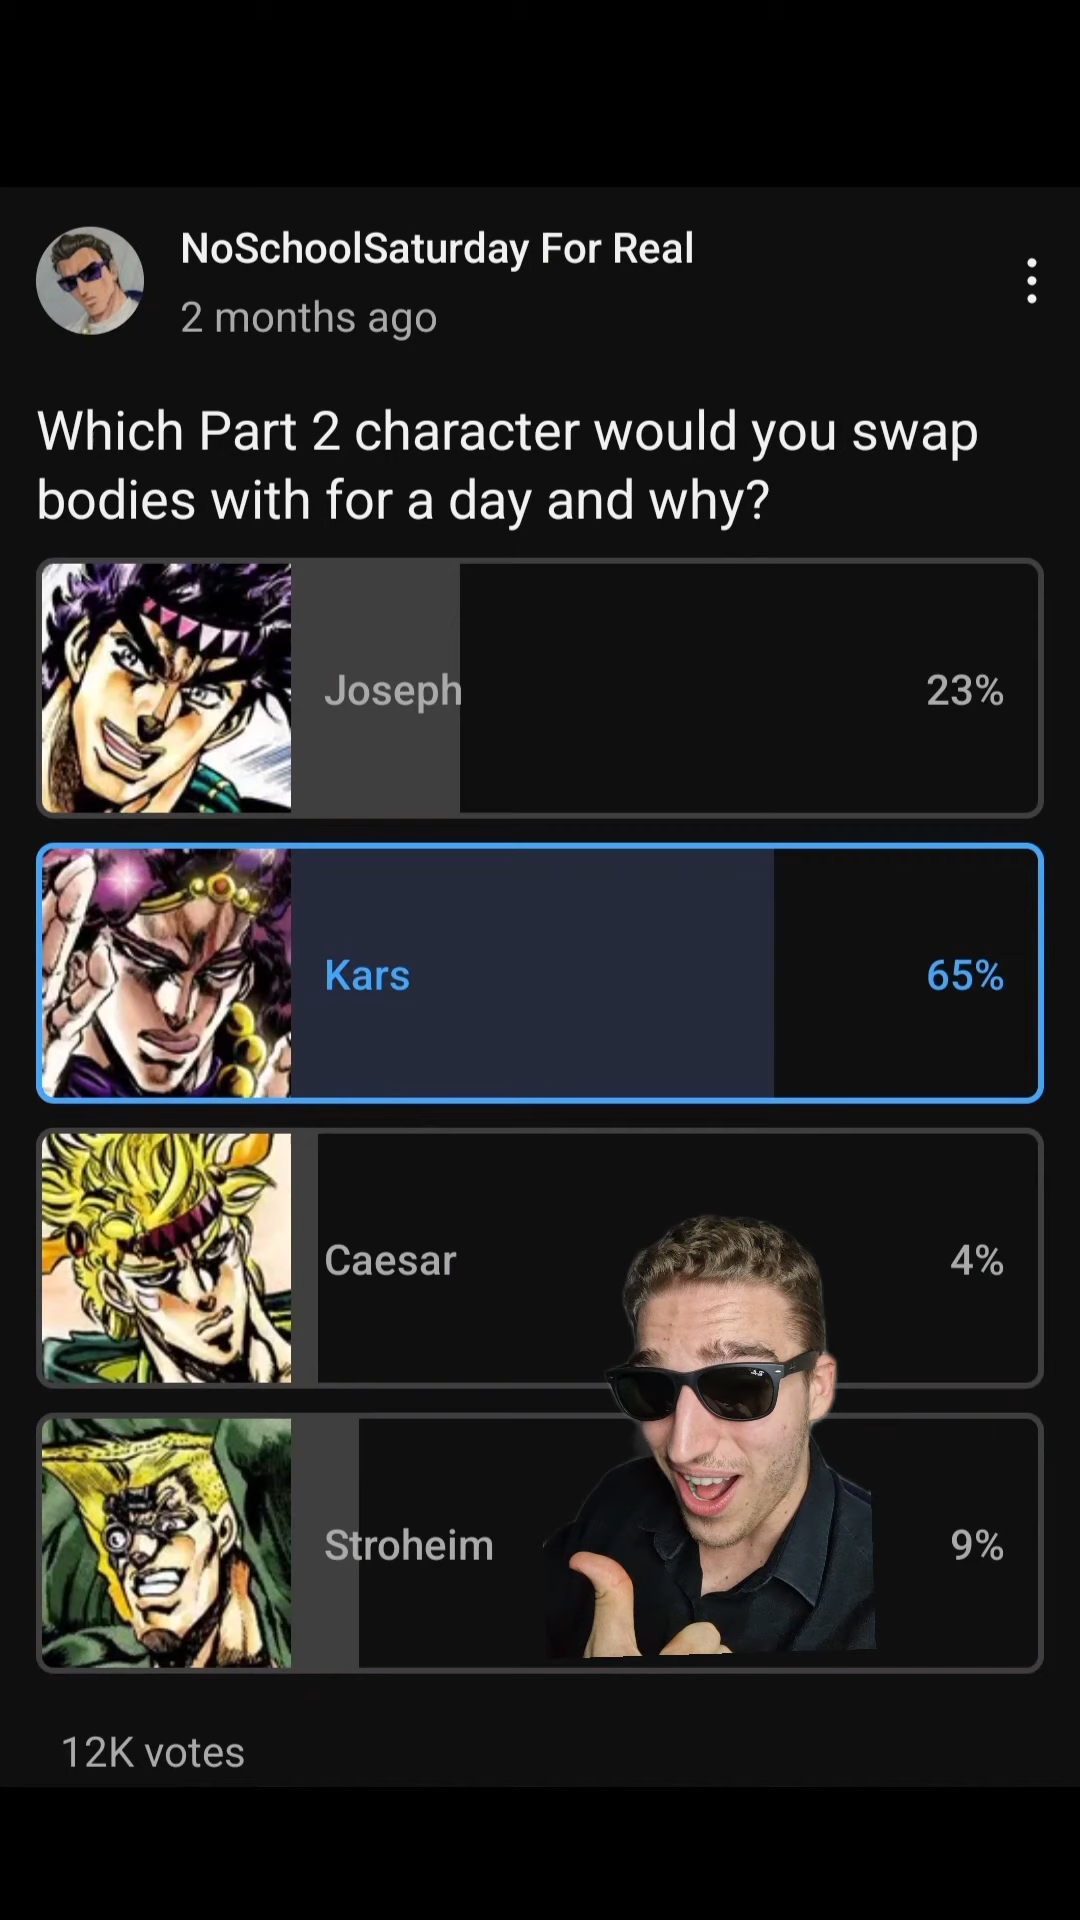 NoSchoolSaturday For Real
2 months ago
Which Part 2 character would you swap
bodies with for a day and why?
Joseph
23%
Kars
65%
Caesar
4%
Stroheim
9%
12K votes